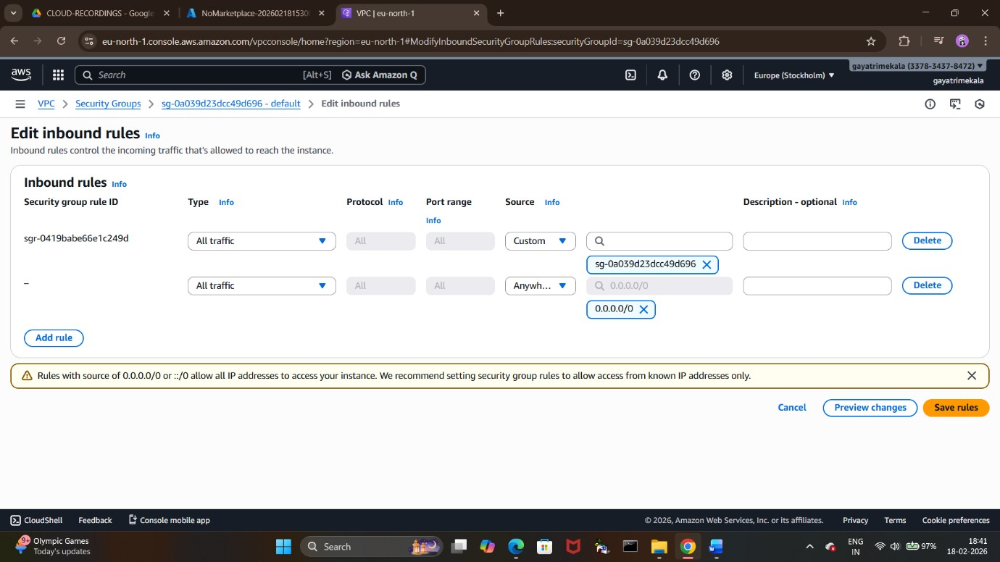 CLOUD-RECORDINGS - Google
NoMarketplace-202602181530
VPC | eu-north-1
eu-north-1.console.aws.amazon.com/vpcconsole/home?region=eu-north-1#ModifyInboundSecurityGroupRules:securityGroupId=sg-0a039d23dcc49d696
aws
Search
[Alt+S]
Ask Amazon Q
Europe (Stockholm)
gayatrimekala (3378-3437-8472)
gayatrimekala
VPC > Security Groups > sg-0a039d23dcc49d696 - default > Edit inbound rules
Edit inbound rules Info
Inbound rules control the incoming traffic that's allowed to reach the instance.
Inbound rules Info
Security group rule ID
Type Info
Protocol Info
Port range
Info
Source Info
Description - optional Info
sgr-0419babe66e1c249d
All traffic
All
All
Custom
Delete
sg-0a039d23dcc49d696
–
All traffic
All
All
Anywh...
0.0.0.0/0
Delete
0.0.0.0/0
Add rule
Rules with source of 0.0.0.0/0 or ::/0 allow all IP addresses to access your instance. We recommend setting security group rules to allow access from known IP addresses only.
Cancel
Preview changes
Save rules
CloudShell
Feedback
Console mobile app
© 2026, Amazon Web Services, Inc. or its affiliates.
Privacy
Terms
Cookie preferences
9+
Olympic Games
Today's updates
Search
ENG
IN
97%
18:41
18-02-2026